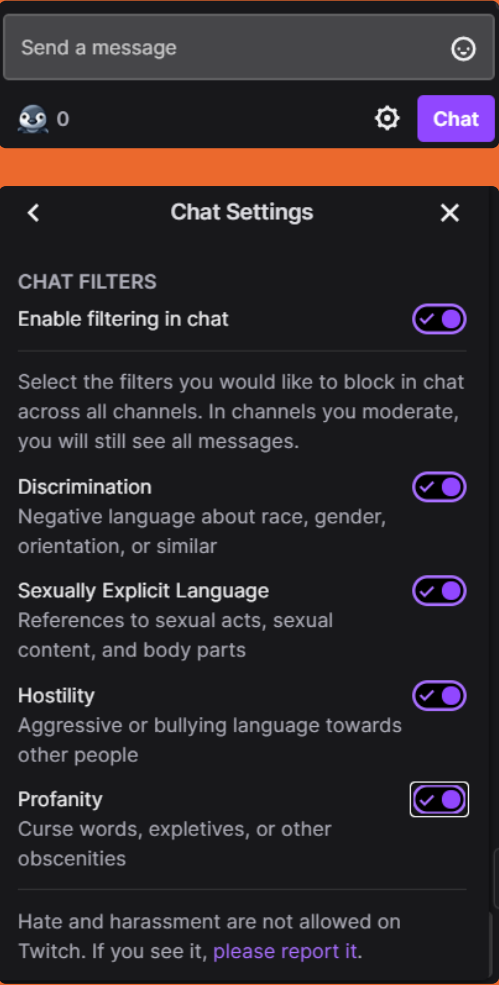 Send a message
0
Chat
Chat Settings
CHAT FILTERS
Enable filtering in chat
Select the filters you would like to block in chat
across all channels. In channels you moderate,
you will still see all messages.
Discrimination
Negative language about race, gender,
orientation, or similar
Sexually Explicit Language
References to sexual acts, sexual
content, and body parts
Hostility
Aggressive or bullying language towards
other people
Profanity
Curse words, expletives, or other
obscenities
Hate and harassment are not allowed on
Twitch. If you see it, please report it.